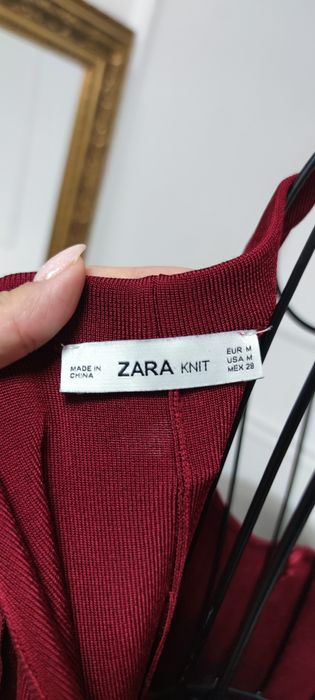 MADE IN
CHINA
ZARA KNIT
EUR M
USA M
MEX 28